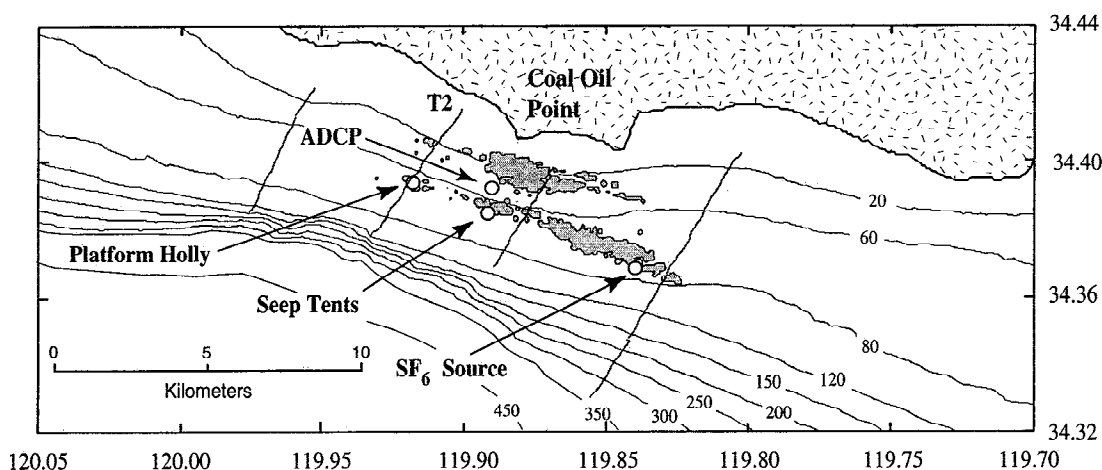 34.44
Coal Oil
Point
T2
ADCP
34.40
20
60
Platform Holly
Seep Tents
34.36
0 5 10
Kilometers
SF6 Source
80
120
150
200
250
300
350
450
34.32
120.05 120.00 119.95 119.90 119.85 119.80 119.75 119.70